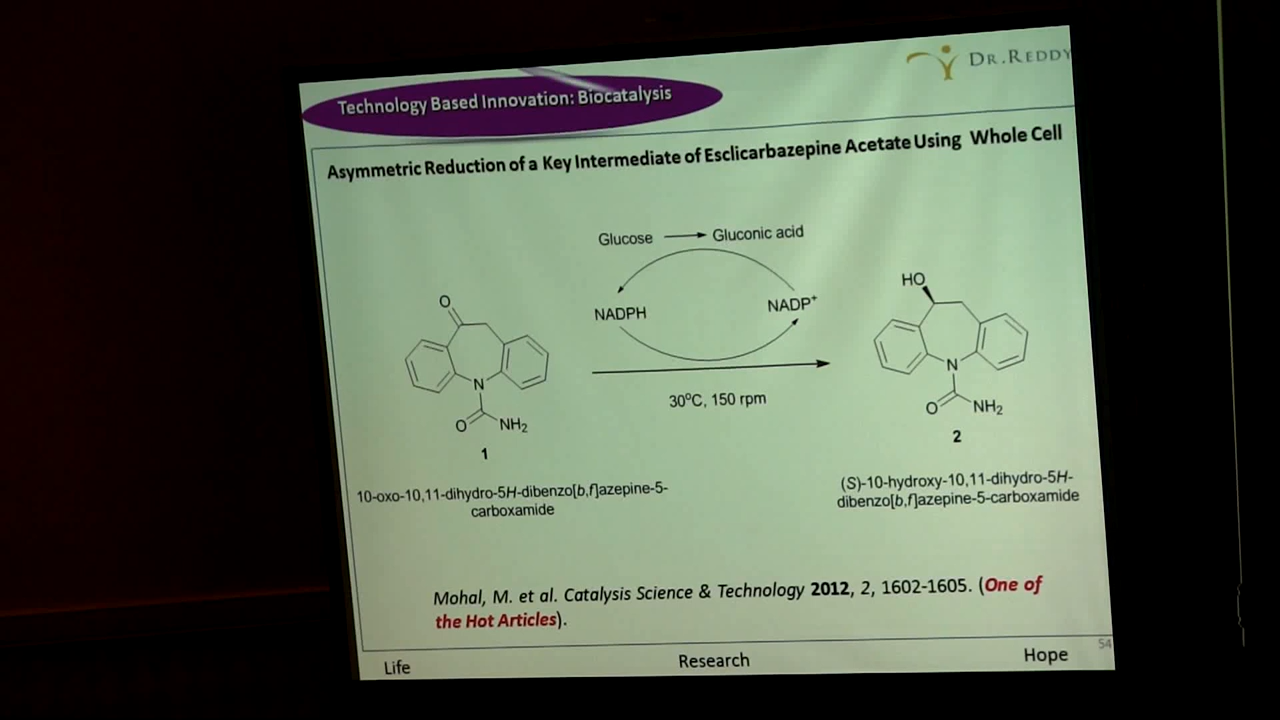 DR.REDDY
Technology Based Innovation: Biocatalysis
Asymmetric Reduction of a Key Intermediate of Esclicarbazepine Acetate Using Whole Cell
Glucose → Gluconic acid
NADPH
NADP⁺
30ºC, 150 rpm
O
N
O
NH₂
1
10-oxo-10,11-dihydro-5H-dibenzo[b,f]azepine-5-
carboxamide
HO
N
O
NH₂
2
(S)-10-hydroxy-10,11-dihydro-5H-
dibenzo[b,f]azepine-5-carboxamide
Mohal, M. et al. Catalysis Science & Technology 2012, 2, 1602-1605. (One of
the Hot Articles).
Life
Research
Hope
54